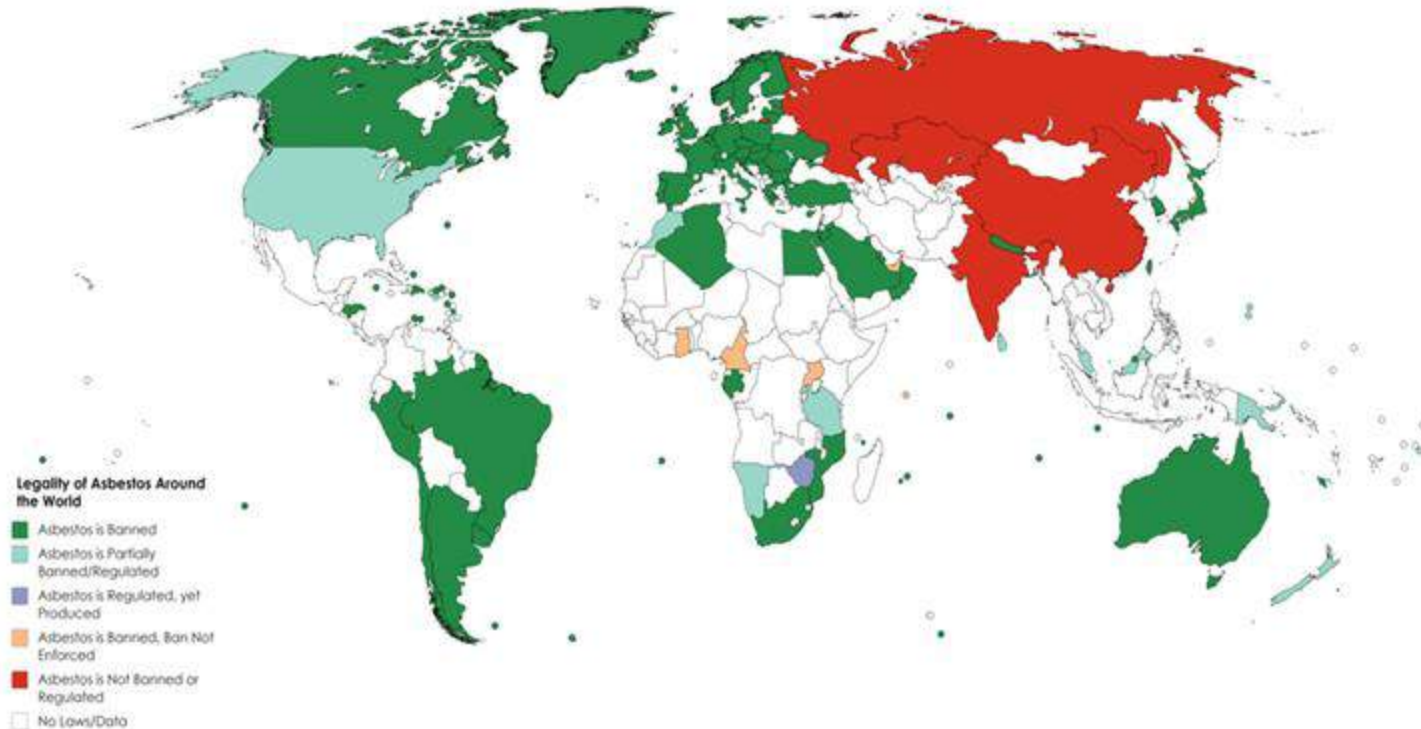 Legality of Asbestos Around
the World
Asbestos is Banned
Asbestos is Partially
Banned/Regulated
Asbestos is Regulated, yet
Produced
Asbestos is Banned, Ban Not
Enforced
Asbestos is Not Banned or
Regulated
No Laws/Data